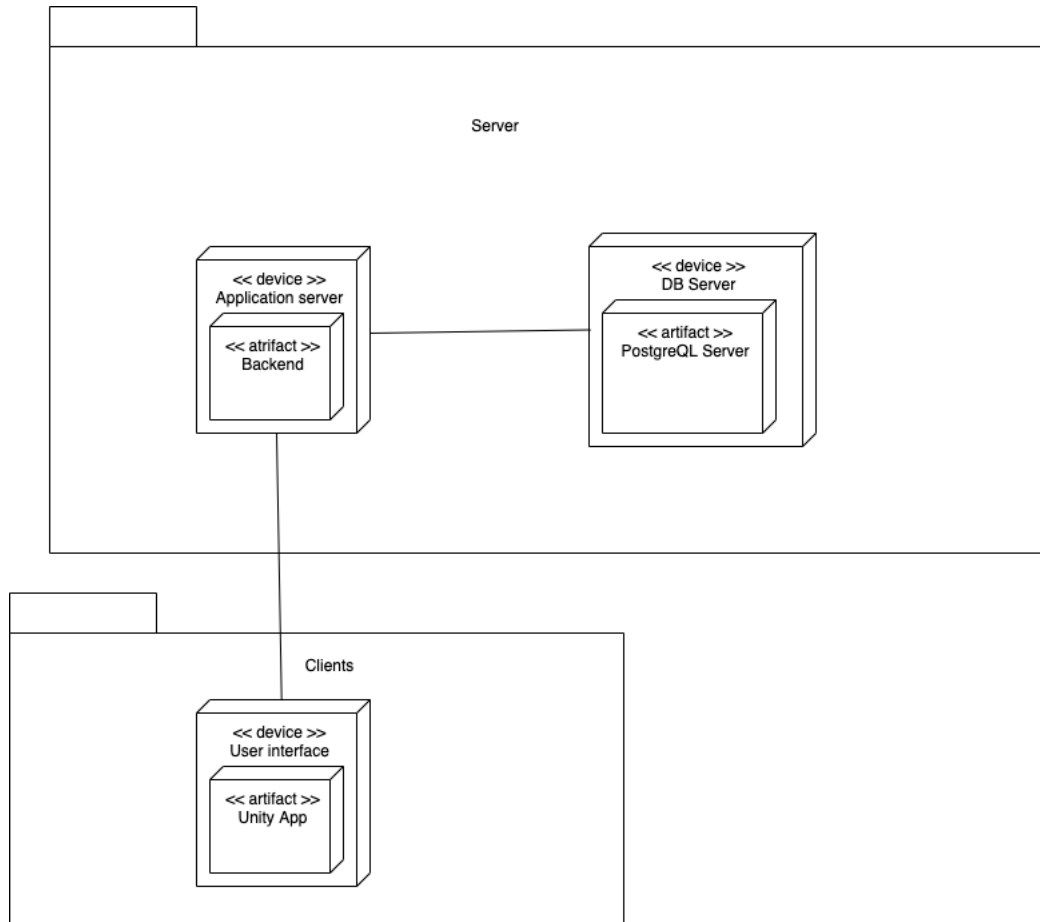 Server
<< device >>
Application server
<< atrifact >>
Backend
<< device >>
DB Server
<< artifact >>
PostgreQL Server
Clients
<< device >>
User interface
<< artifact >>
Unity App